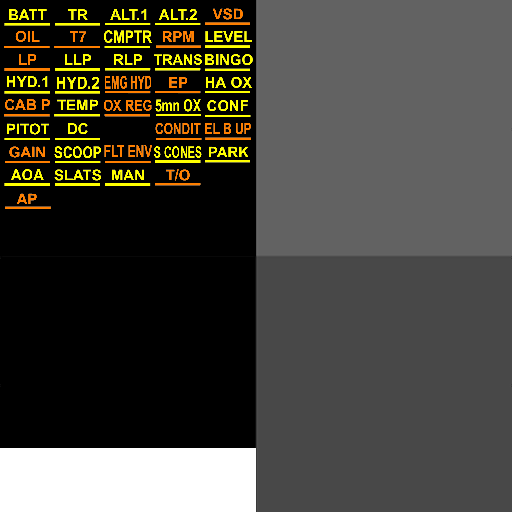 BATT TR ALT.1 ALT.2 VSD
OIL T7 CMPTR RPM LEVEL
LP LLP RLP TRANS BINGO
HYD.1 HYD.2 EMG HYD EP HA OX
CAB P TEMP OX REG 5mn OX CONF
PITOT DC CONDIT EL B UP
GAIN SCOOP FLT ENV S CONES PARK
AOA SLATS MAN T/O
AP